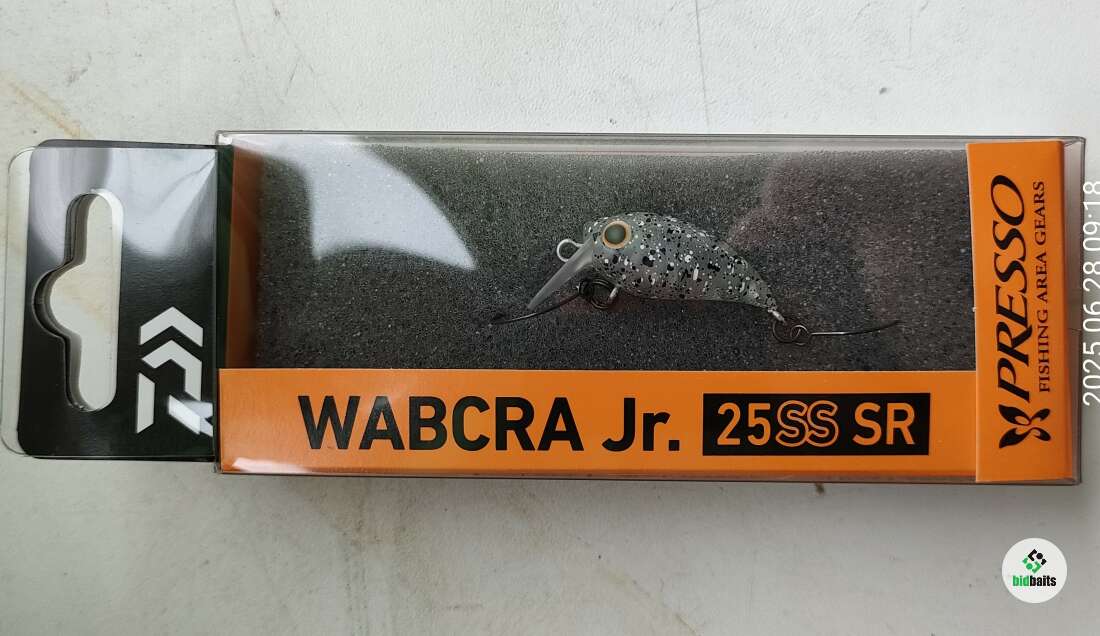 WABCRA Jr. 25SS SR
PRESSO
FISHING AREA GEARS
2025.06.28 09:18
bidbaits